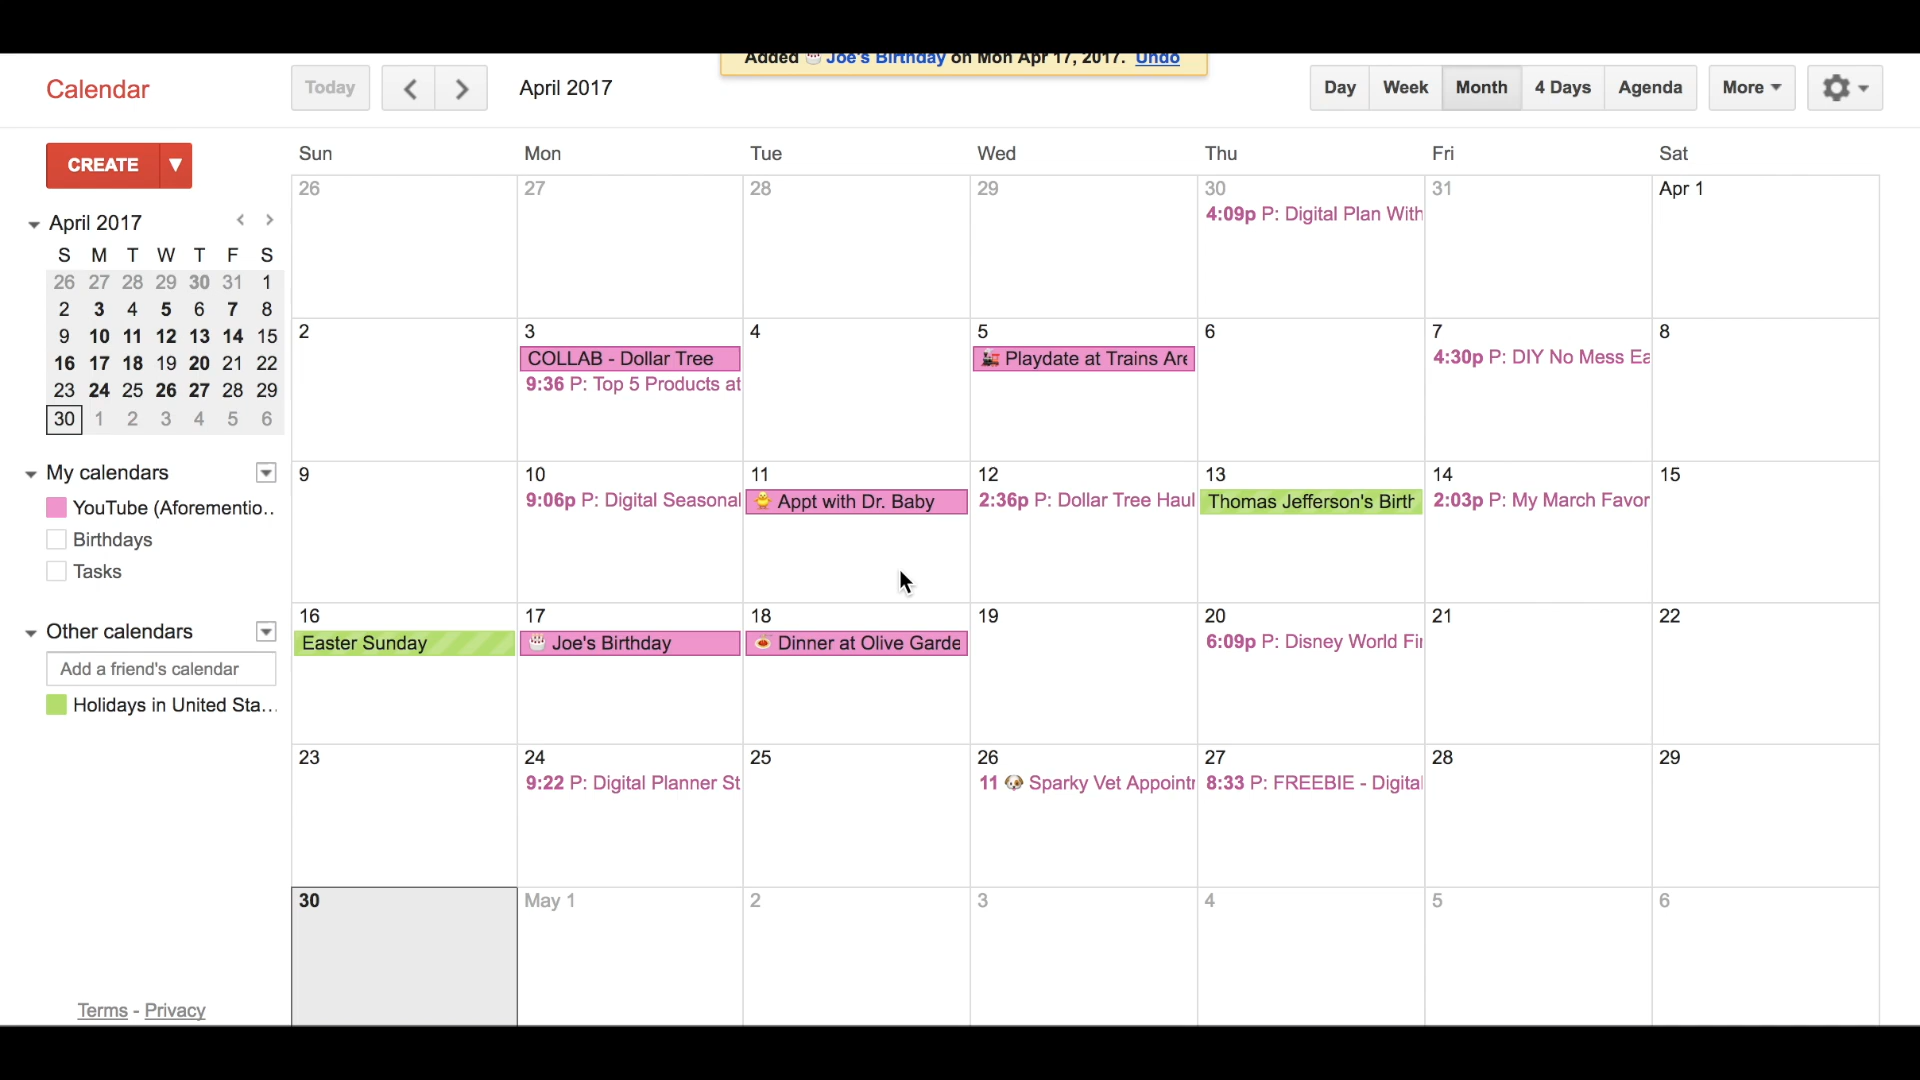 Added Joe's Birthday on Mon Apr 17, 2017. Undo
Calendar
Today
April 2017
Day Week Month 4 Days Agenda More
CREATE
April 2017
S M T W T F S
26 27 28 29 30 31 1
2 3 4 5 6 7 8
9 10 11 12 13 14 15
16 17 18 19 20 21 22
23 24 25 26 27 28 29
30 1 2 3 4 5 6
My calendars
YouTube (Aforementio...
Birthdays
Tasks
Other calendars
Add a friend's calendar
Holidays in United Sta...
Terms - Privacy
Sun Mon Tue Wed Thu Fri Sat
26 27 28 29 30 31 Apr 1
4:09p P: Digital Plan With
2 3 4 5 6 7 8
COLLAB - Dollar Tree Playdate at Trains Are 4:30p P: DIY No Mess Ea
9:36 P: Top 5 Products at
9 10 11 12 13 14 15
9:06p P: Digital Seasonal Appt with Dr. Baby 2:36p P: Dollar Tree Haul Thomas Jefferson's Birt 2:03p P: My March Favor
16 17 18 19 20 21 22
Easter Sunday Joe's Birthday Dinner at Olive Garde 6:09p P: Disney World Fi
23 24 25 26 27 28 29
9:22 P: Digital Planner St 11 Sparky Vet Appoint 8:33 P: FREEBIE - Digital
30 May 1 2 3 4 5 6